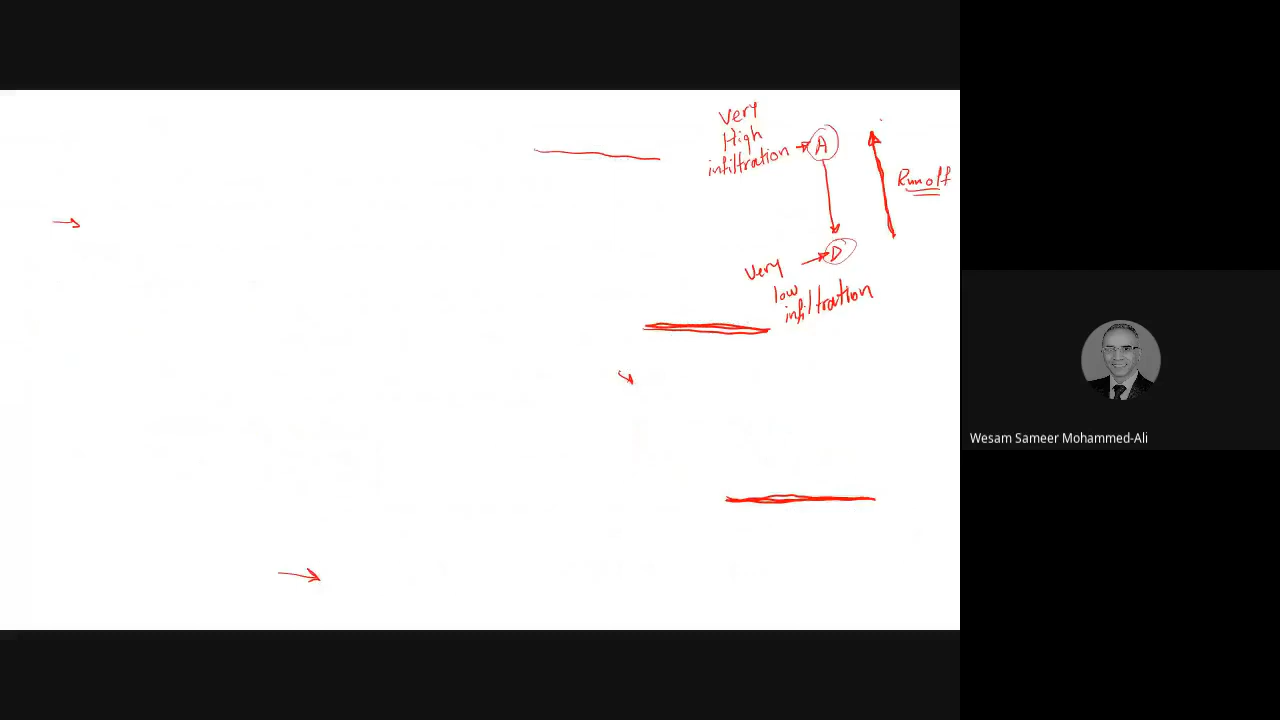 Very
High
infiltration
A
Runoff
D
Very
low
infiltration
Wesam Sameer Mohammed-Ali